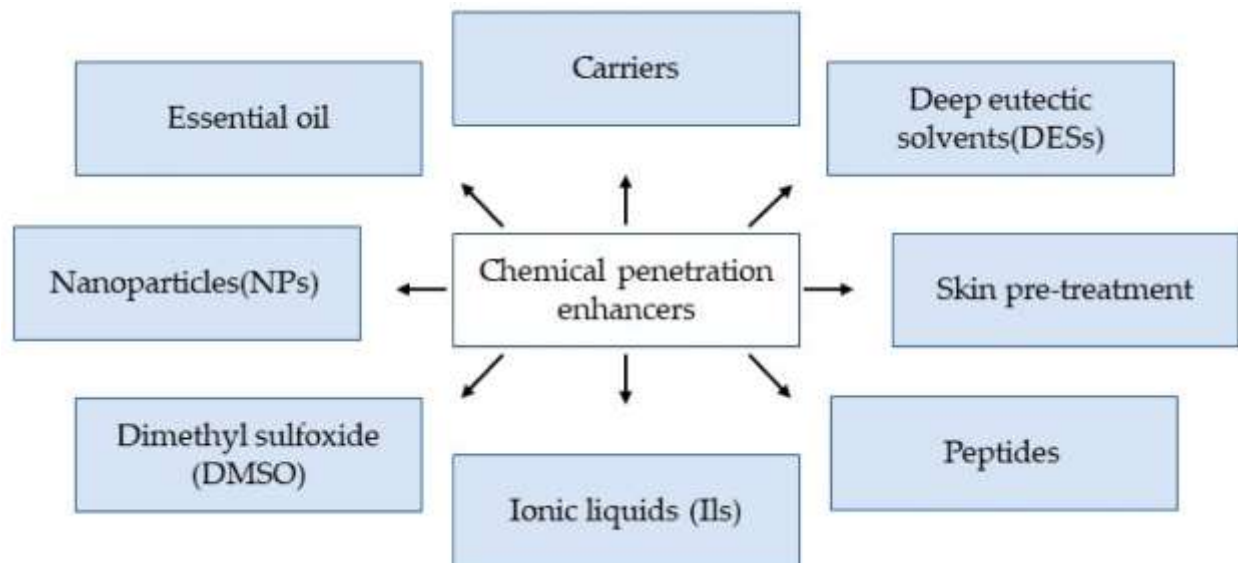 Carriers
Essential oil
Deep eutectic
solvents(DESs)
Nanoparticles(NPs)
Chemical penetration
enhancers
Skin pre-treatment
Dimethyl sulfoxide
(DMSO)
Ionic liquids (Ils)
Peptides